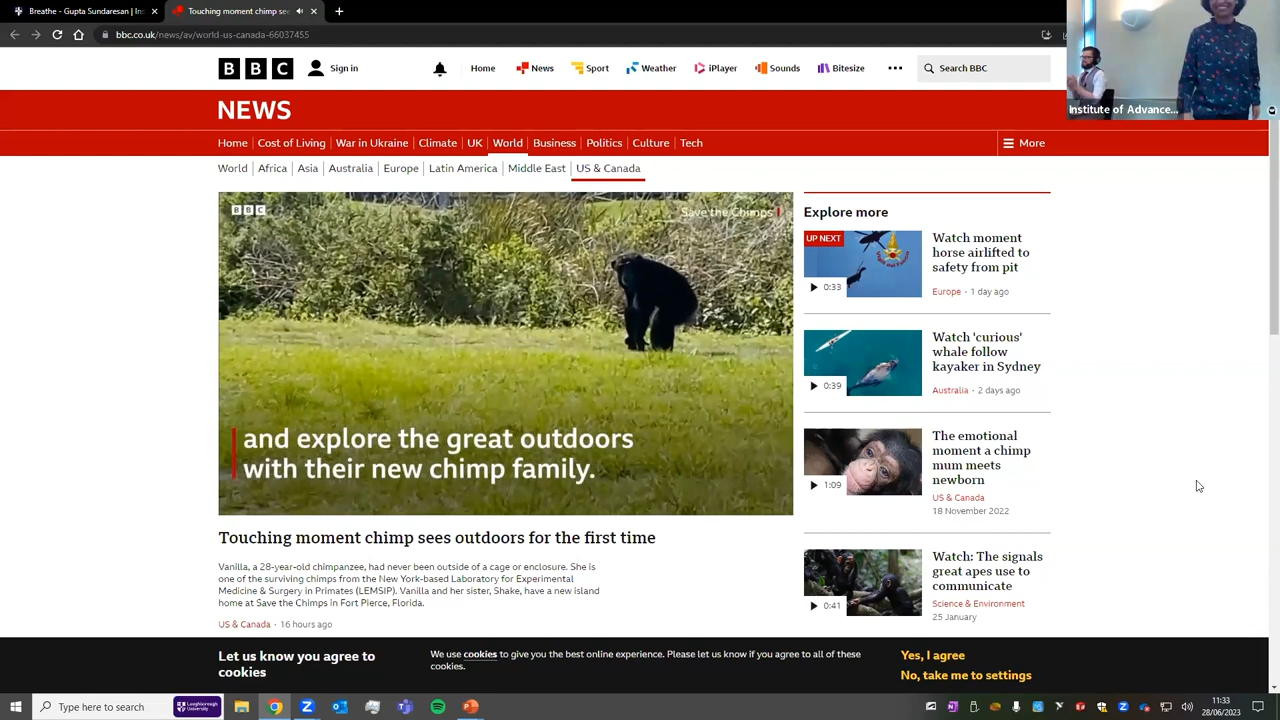 Breathe - Gupta Sundaresan | Ins
Touching moment chimp see
bbc.co.uk/news/av/world-us-canada-66037455
BBC
Sign in
Home
News
Sport
Weather
iPlayer
Sounds
Bitesize
Search BBC
Institute of Advance...
NEWS
Home
Cost of Living
War in Ukraine
Climate
UK
World
Business
Politics
Culture
Tech
More
World
Africa
Asia
Australia
Europe
Latin America
Middle East
US & Canada
BBC
Save the Chimps
and explore the great outdoors
with their new chimp family.
Touching moment chimp sees outdoors for the first time
Vanilla, a 28-year-old chimpanzee, had never been outside of a cage or enclosure. She is
one of the surviving chimps from the New York-based Laboratory for Experimental
Medicine & Surgery in Primates (LEMSIP). Vanilla and her sister, Shake, have a new island
home at Save the Chimps in Fort Pierce, Florida.
US & Canada · 16 hours ago
Explore more
UP NEXT
0:33
Watch moment
horse airlifted to
safety from pit
Europe · 1 day ago
0:39
Watch 'curious'
whale follow
kayaker in Sydney
Australia · 2 days ago
1:09
The emotional
moment a chimp
mum meets
newborn
US & Canada
18 November 2022
0:41
Watch: The signals
great apes use to
communicate
Science & Environment
25 January
Let us know you agree to
cookies
We use cookies to give you the best online experience. Please let us know if you agree to all of these
cookies.
Yes, I agree
No, take me to settings
Type here to search
Loughborough
University
11:33
28/06/2023